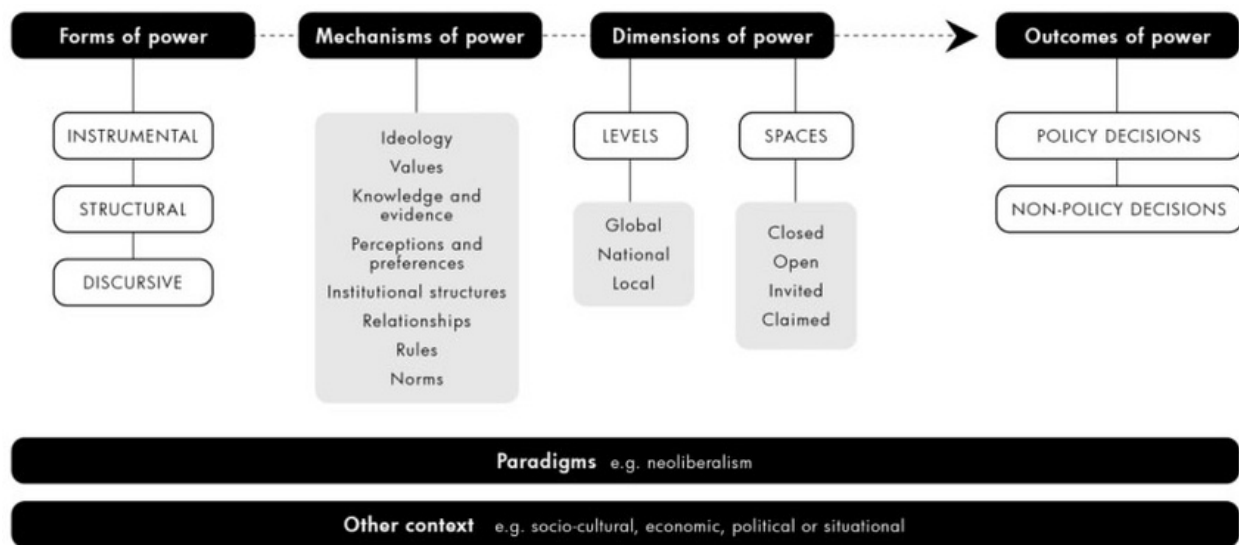 Forms of power
Mechanisms of power
Dimensions of power
Outcomes of power
INSTRUMENTAL
STRUCTURAL
DISCURSIVE
Ideology
Values
Knowledge and
evidence
Perceptions and
preferences
Institutional structures
Relationships
Rules
Norms
LEVELS
Global
National
Local
SPACES
Closed
Open
Invited
Claimed
POLICY DECISIONS
NON-POLICY DECISIONS
Paradigms e.g. neoliberalism
Other context e.g. socio-cultural, economic, political or situational